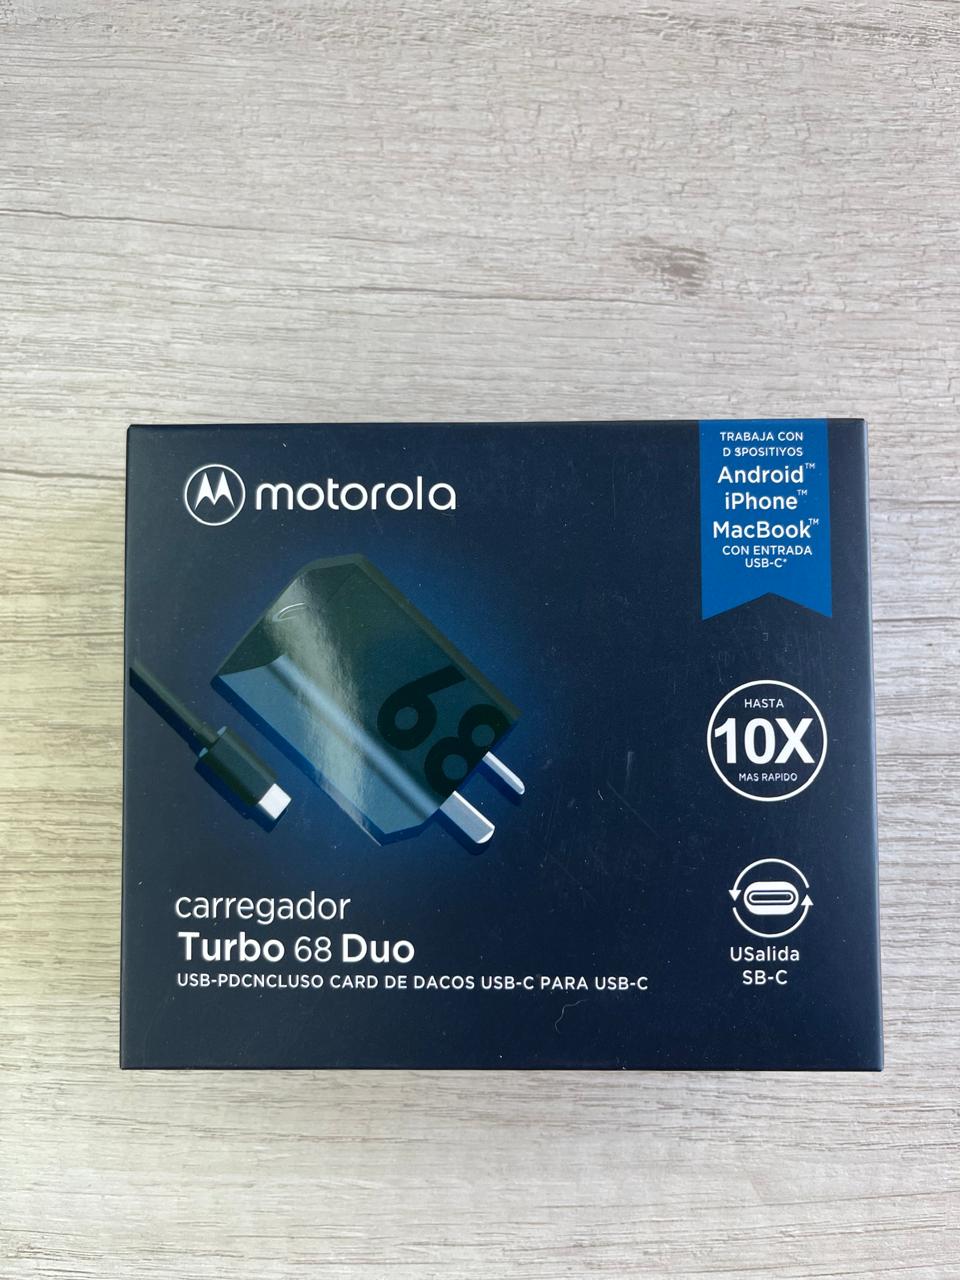 motorola
TRABAJA CON
D SPOSITIYOS
Android™
iPhone™
MacBook™
CON ENTRADA
USB-C*
68
HASTA
10X
MAS RAPIDO
carregador
Turbo 68 Duo
USB-PDCNCLUSO CARD DE DACOS USB-C PARA USB-C
USalida
SB-C